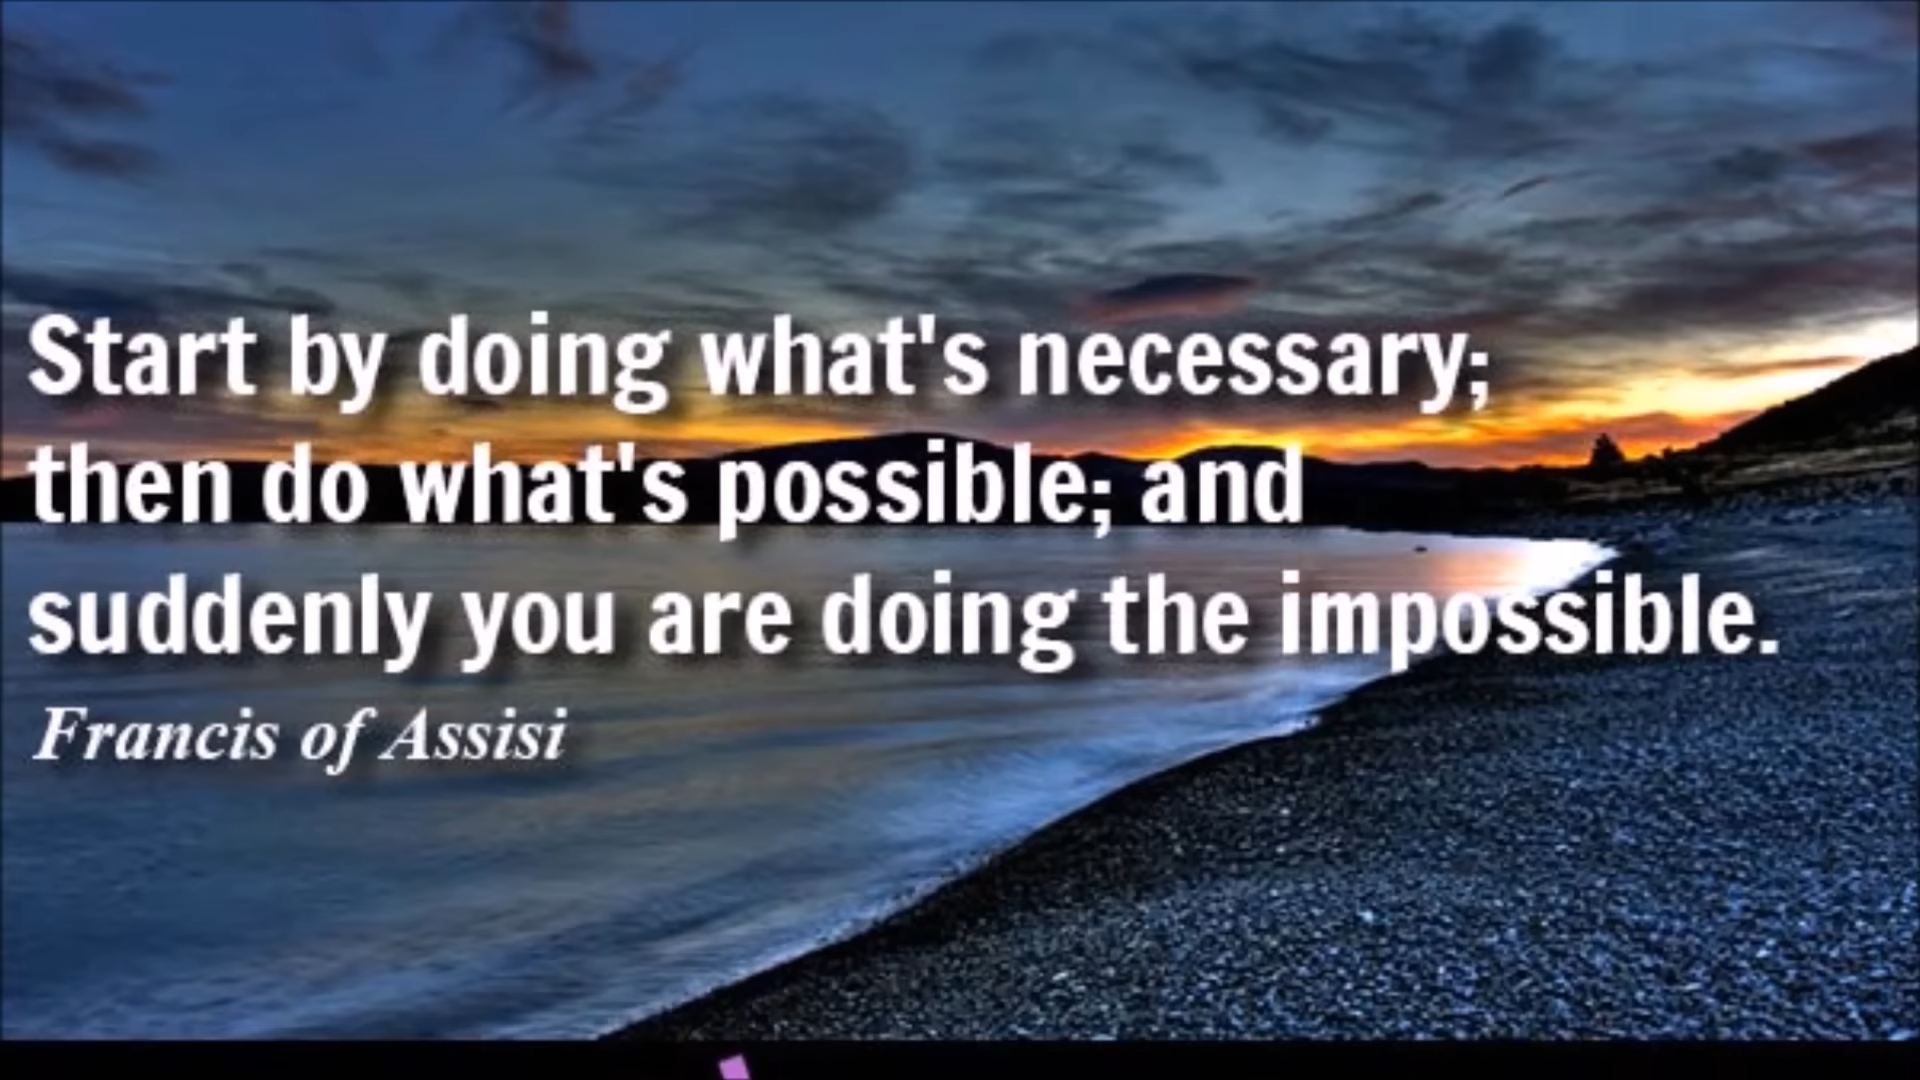 Start by doing what's necessary;
then do what's possible; and
suddenly you are doing the impossible.
Francis of Assisi